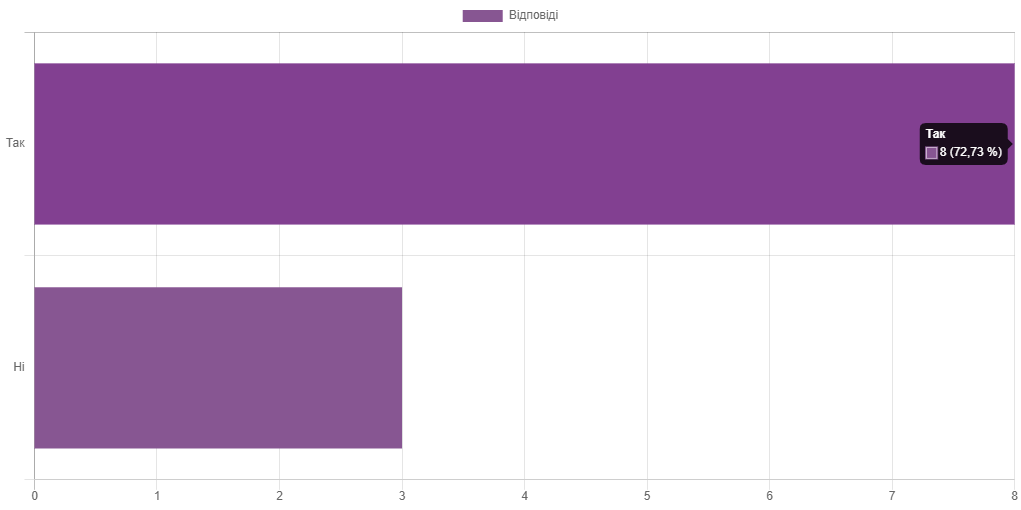 Відповіді
Так
Так
8 (72,73 %)
Ні
0 1 2 3 4 5 6 7 8